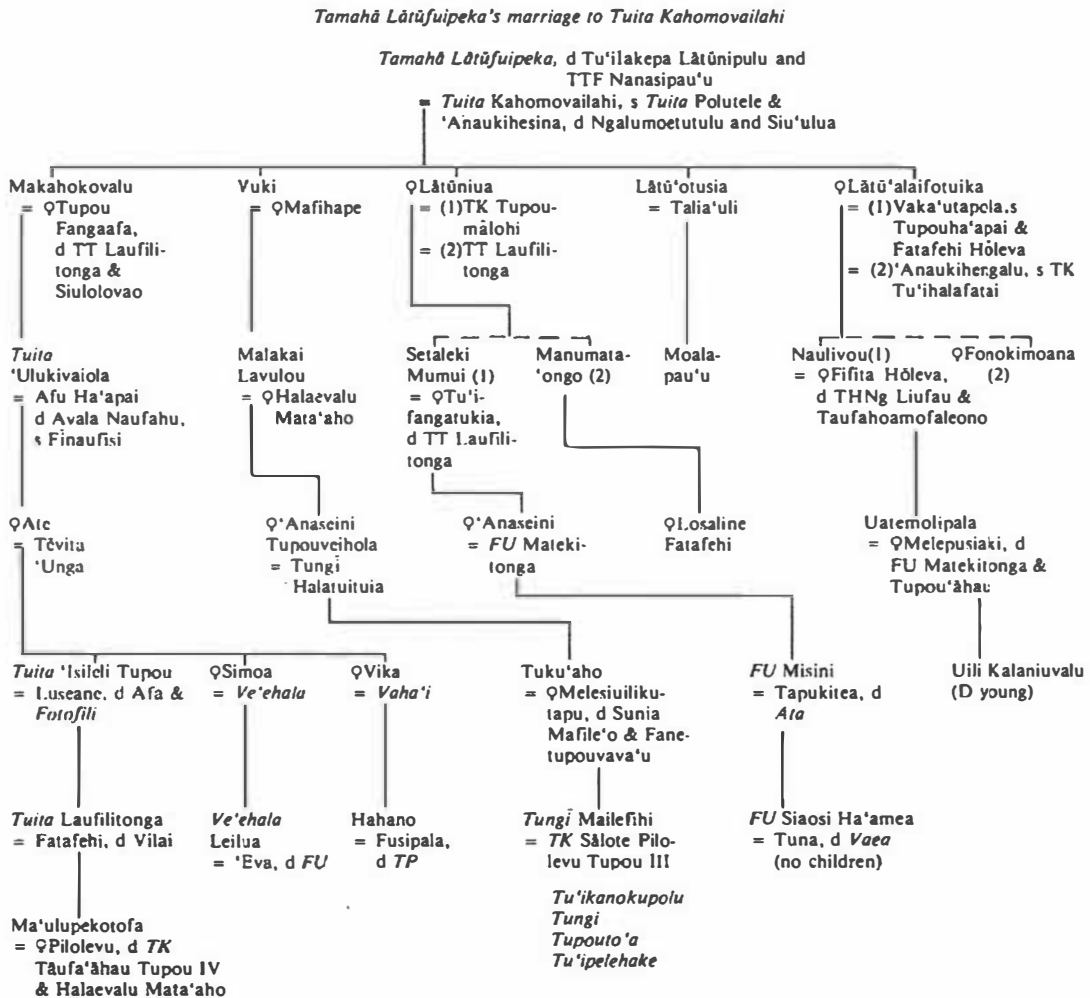 Tamahā Lātūfuipeka's marriage to Tuita Kahomovailahi
Tamahā Lātūfuipeka, d Tu'ilakepa Lātūnipulu and
TTF Nanasipau'u
= Tuita Kahomovailahi, s Tuita Polutele &
'Anaukihesina, d Ngalumoetutulu and Siu'ulua
Makahokovalu
= ♀Tupou
Fangaafa,
d TT Laufili-
tonga &
Siulolovao
Vuki
= ♀Mafihape
♀Lātūniua
= (1)TK Tupou-
mālohi
= (2)TT Laufili-
tonga
Lātū'otusia
= Talia'uli
♀Lātū'alaifotuika
= (1)Vaka'utapola,s
Tupouha'apai &
Fatafehi Hōleva
= (2)'Anaukihengalu, s TK
Tu'ihalafatai
Tuita
'Ulukivaiola
= Afu Ha'apai
d Avala Naufahu,
s Finaufisi
Malakai
Lavulou
= ♀Halaevalu
Mata'aho
Setaleki
Mumui (1)
= ♀Tu'i-
fangatukia,
d TT Laufili-
tonga
Manumata-
'ongo (2)
Moala-
pau'u
Naulivou(1)
= ♀Fifita Hōleva,
d THNg Liufau &
Taufahoamofaleono
♀Fonokimoana
(2)
♀Ate
= Tēvita
'Unga
♀'Anaseini
Tupouveihola
= Tungī
Halatuituia
♀'Anaseini
= FU Mateki-
tonga
♀Losaline
Fatafehi
Uatemolipala
= ♀Melepusiaki, d
FU Matekitonga &
Tupou'āhau
Tuita 'Isileli Tupou
= Luseane, d Afa &
Fotofili
♀Simoa
= Ve'ehala
♀Vika
= Vaha'i
Tuku'aho
= ♀Melesiuiliku-
tapu, d Sunia
Mafile'o & Fane-
tupouvava'u
FU Misini
= Tapukitea, d
Ata
Uili Kalaniuvalu
(D young)
Tuita Laufilitonga
= Fatafehi, d Vilai
Ve'ehala
Leilua
= 'Eva, d FU
Hahano
= Fusipala,
d TP
Tungī Mailefihi
= TK Sālote Pilo-
levu Tupou III
FU Siaosi Ha'amea
= Tuna, d Vaea
(no children)
Tu'ikanokupolu
Tungi
Tupouto'a
Tu'ipelehake
Ma'ulupekotofa
= ♀Pilolevu, d TK
Tāufa'āhau Tupou IV
& Halaevalu Mata'aho